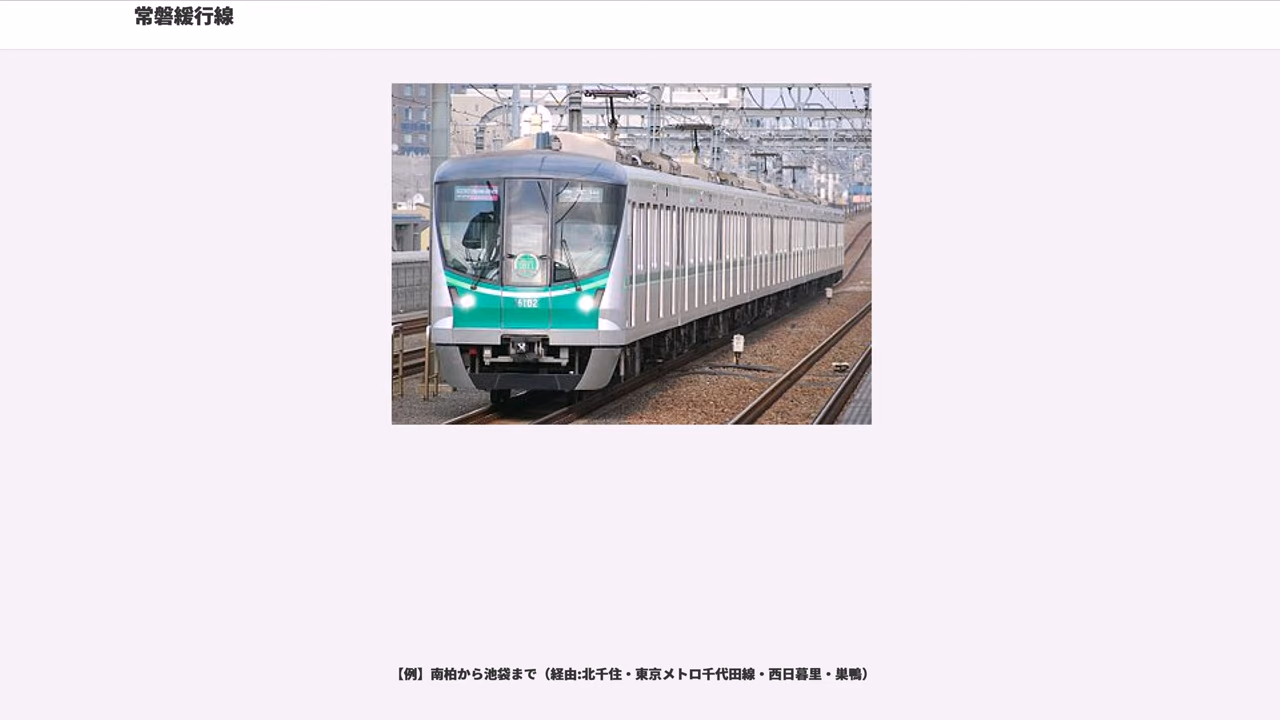 常磐緩行線
6102
【例】南柏から池袋まで（経由:北千住・東京メトロ千代田線・西日暮里・巣鴨）